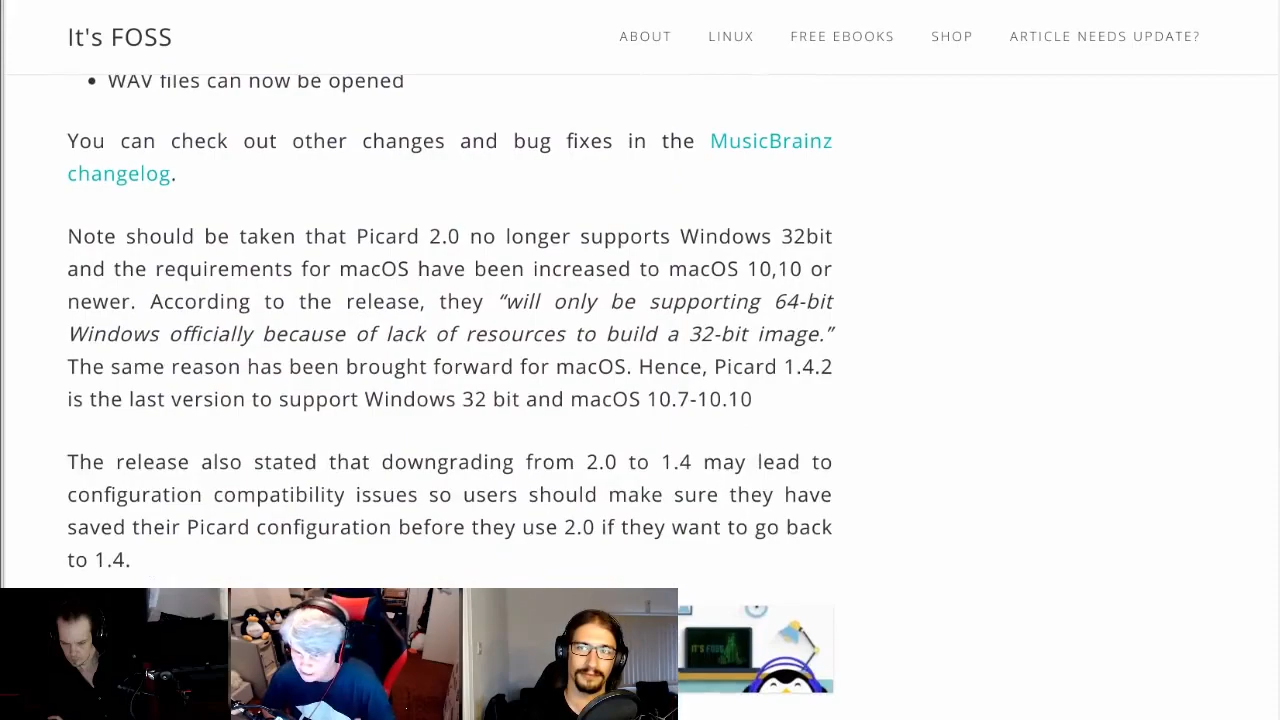 It's FOSS
ABOUT LINUX FREE EBOOKS SHOP ARTICLE NEEDS UPDATE?
• WAV files can now be opened
You can check out other changes and bug fixes in the MusicBrainz
changelog.
Note should be taken that Picard 2.0 no longer supports Windows 32bit
and the requirements for macOS have been increased to macOS 10,10 or
newer. According to the release, they “will only be supporting 64-bit
Windows officially because of lack of resources to build a 32-bit image.”
The same reason has been brought forward for macOS. Hence, Picard 1.4.2
is the last version to support Windows 32 bit and macOS 10.7-10.10
The release also stated that downgrading from 2.0 to 1.4 may lead to
configuration compatibility issues so users should make sure they have
saved their Picard configuration before they use 2.0 if they want to go back
to 1.4.
IT'S FOSS